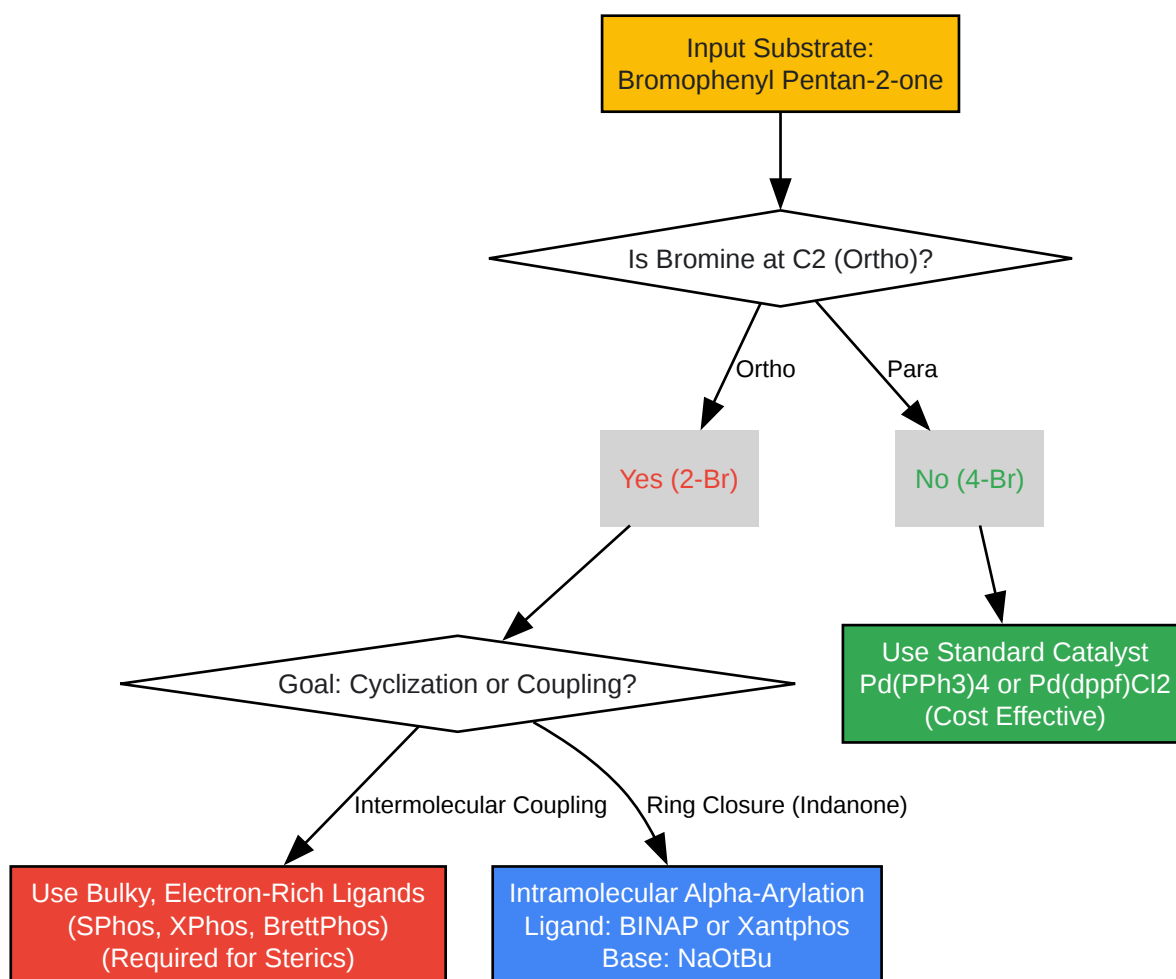 Input Substrate:
Bromophenyl Pentan-2-one
Is Bromine at C2 (Ortho)?
Ortho
Para
Yes (2-Br)
No (4-Br)
Goal: Cyclization or Coupling?
Use Standard Catalyst
Pd(PPh3)4 or Pd(dppf)Cl2
(Cost Effective)
Intermolecular Coupling
Ring Closure (Indanone)
Use Bulky, Electron-Rich Ligands
(SPhos, XPhos, BrettPhos)
(Required for Sterics)
Intramolecular Alpha-Arylation
Ligand: BINAP or Xantphos
Base: NaOtBu